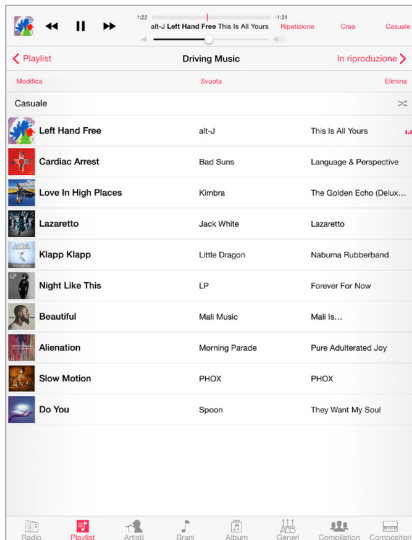 1:22 -1:31
alt-J Left Hand Free This Is All Yours Ripetizione Crea Casuale
Playlist Driving Music In riproduzione
Modifica Svuota Elimina
Casuale
Left Hand Free alt-J This Is All Yours
Cardiac Arrest Bad Suns Language & Perspective
Love In High Places Kimbra The Golden Echo (Delux...
Lazaretto Jack White Lazaretto
Klapp Klapp Little Dragon Nabuma Rubberband
Night Like This LP Forever For Now
Beautiful Mali Music Mali Is...
Alienation Morning Parade Pure Adulterated Joy
Slow Motion PHOX PHOX
Do You Spoon They Want My Soul
Radio Playlist Artisti Brani Album Generi Compilation Compositori